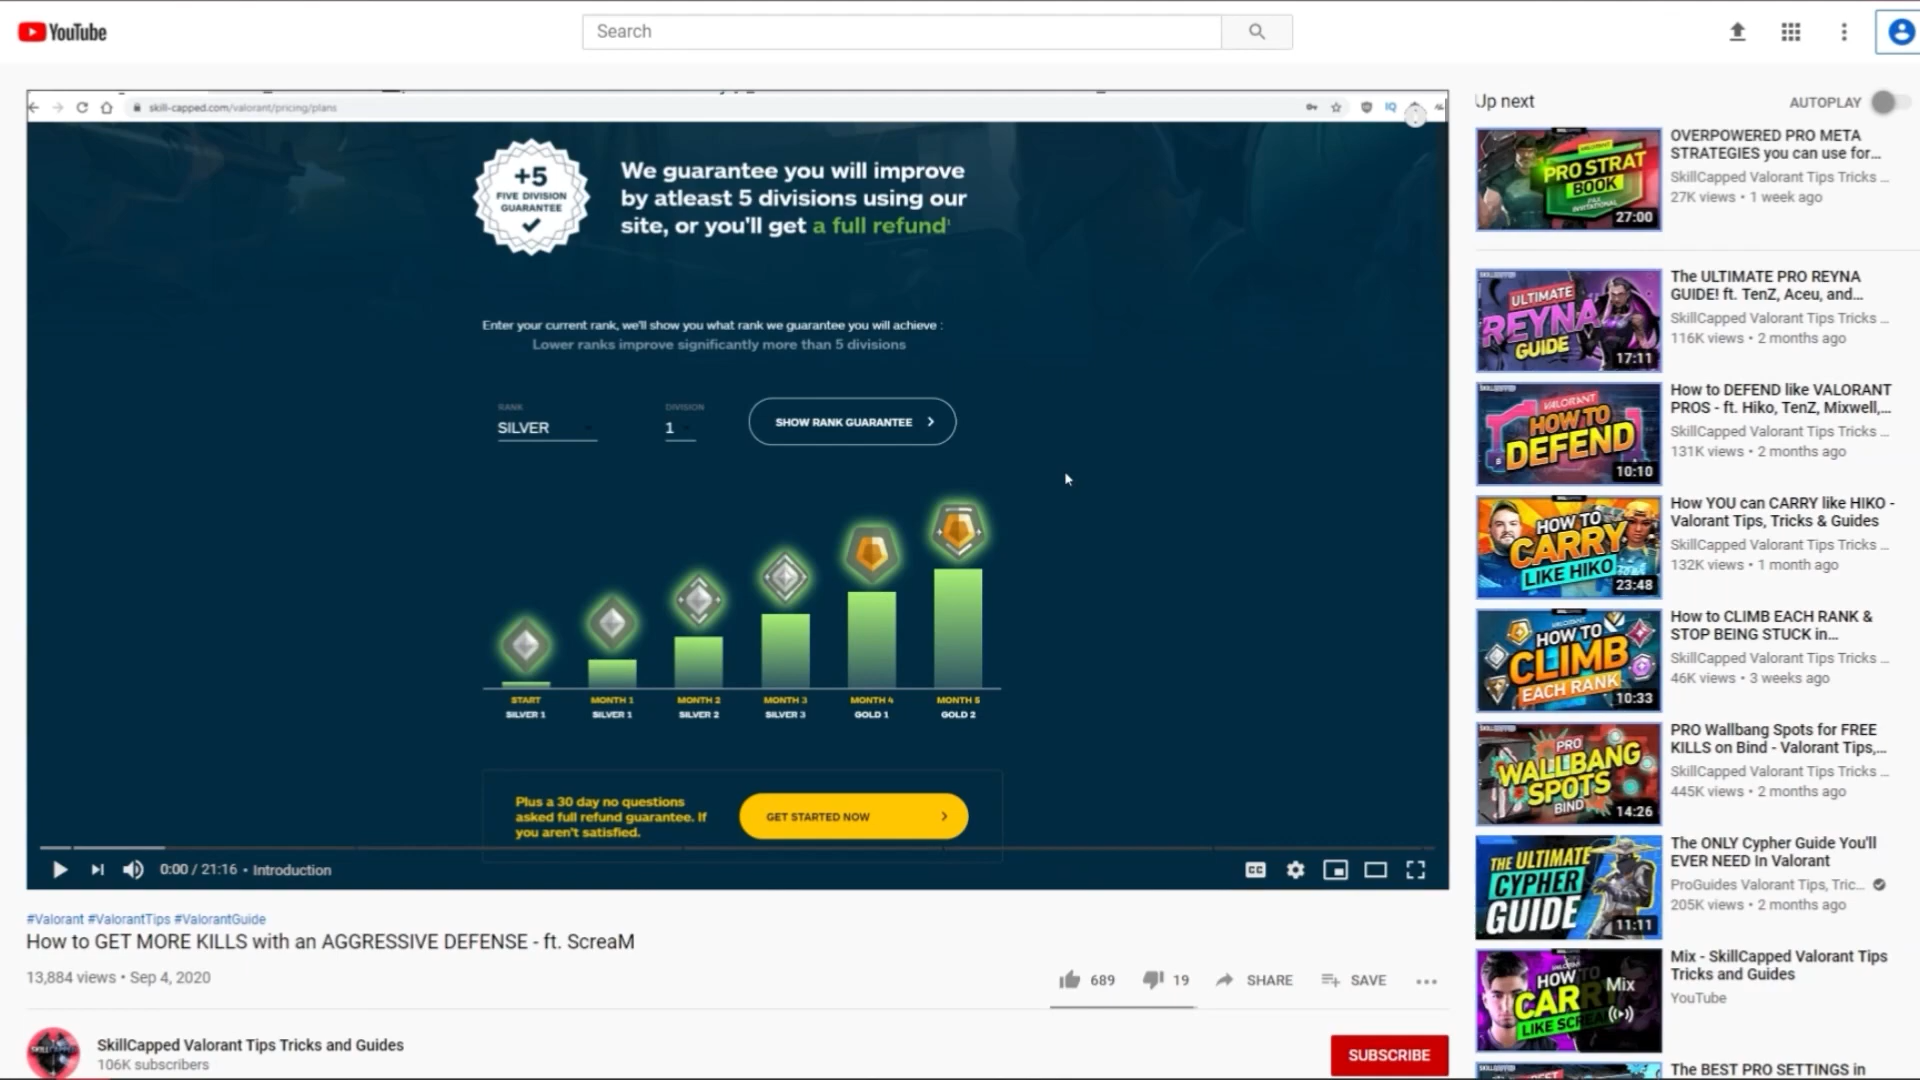 YouTube
Search
skill-capped.com/valorant/pricing/plans
+5
FIVE DIVISION
GUARANTEE
We guarantee you will improve
by atleast 5 divisions using our
site, or you'll get a full refund¹
Enter your current rank, we'll show you what rank we guarantee you will achieve :
Lower ranks improve significantly more than 5 divisions
RANK
SILVER
DIVISION
1
SHOW RANK GUARANTEE
START
SILVER 1
MONTH 1
SILVER 1
MONTH 2
SILVER 2
MONTH 3
SILVER 3
MONTH 4
GOLD 1
MONTH 5
GOLD 2
Plus a 30 day no questions
asked full refund guarantee. If
you aren't satisfied.
GET STARTED NOW
0:00 / 21:16 • Introduction
CC
#Valorant #ValorantTips #ValorantGuide
How to GET MORE KILLS with an AGGRESSIVE DEFENSE - ft. ScreaM
13,884 views • Sep 4, 2020
689
19
SHARE
SAVE
SkillCapped Valorant Tips Tricks and Guides
106K subscribers
SUBSCRIBE
Up next
AUTOPLAY
VALORANT
PRO STRAT
BOOK
INVITATIONAL
27:00
OVERPOWERED PRO META
STRATEGIES you can use for...
SkillCapped Valorant Tips Tricks ...
27K views • 1 week ago
ULTIMATE
REYNA
GUIDE
17:11
The ULTIMATE PRO REYNA
GUIDE! ft. TenZ, Aceu, and...
SkillCapped Valorant Tips Tricks ...
116K views • 2 months ago
VALORANT
HOW TO
DEFEND
10:10
How to DEFEND like VALORANT
PROS - ft. Hiko, TenZ, Mixwell,...
SkillCapped Valorant Tips Tricks ...
131K views • 2 months ago
HOW TO
CARRY
LIKE HIKO
23:48
How YOU can CARRY like HIKO -
Valorant Tips, Tricks & Guides
SkillCapped Valorant Tips Tricks ...
132K views • 1 month ago
VALORANT
HOW TO
CLIMB
EACH RANK
10:33
How to CLIMB EACH RANK &
STOP BEING STUCK in...
SkillCapped Valorant Tips Tricks ...
46K views • 3 weeks ago
PRO
WALLBANG
SPOTS
BIND
14:26
PRO Wallbang Spots for FREE
KILLS on Bind - Valorant Tips,...
SkillCapped Valorant Tips Tricks ...
445K views • 2 months ago
THE ULTIMATE
CYPHER
GUIDE
11:11
The ONLY Cypher Guide You'll
EVER NEED In Valorant
ProGuides Valorant Tips, Tric...
205K views • 2 months ago
HOW TO
CAR
LIKE SCREA
Mix
Mix - SkillCapped Valorant Tips
Tricks and Guides
YouTube
The BEST PRO SETTINGS in